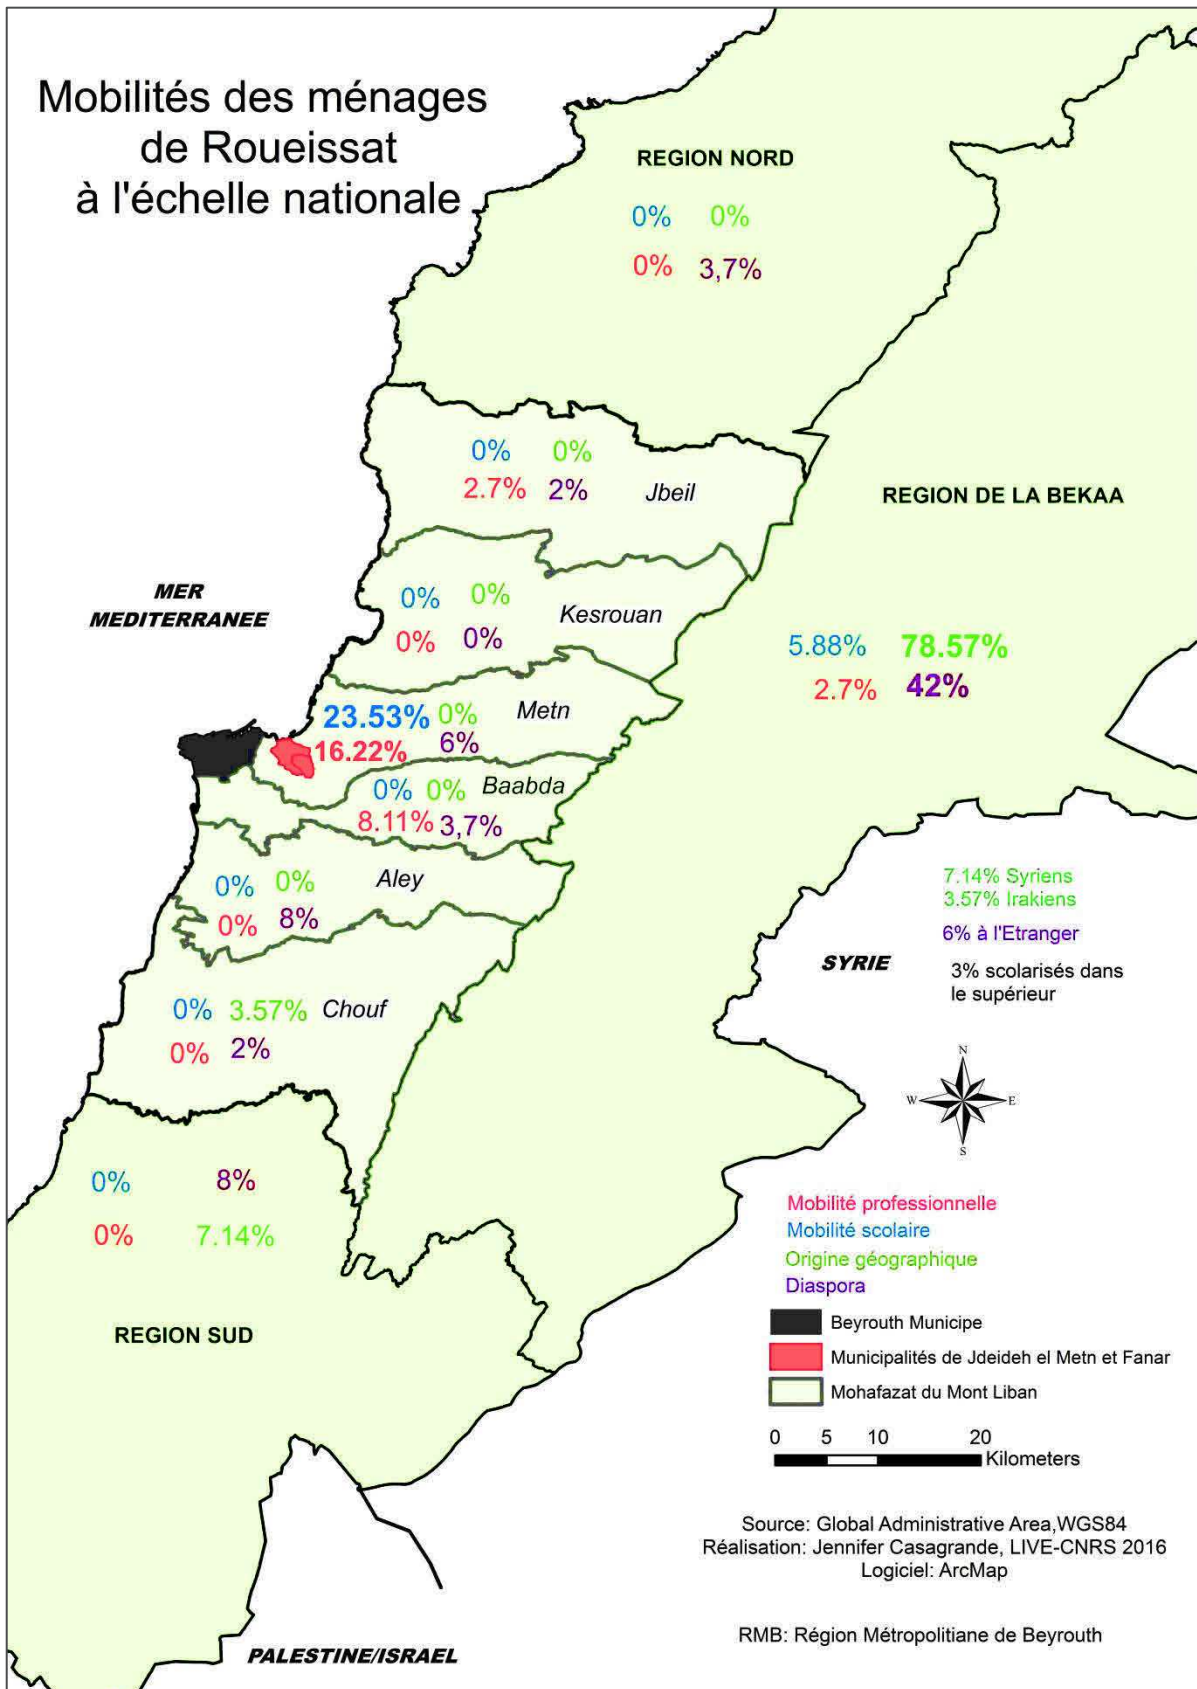 Mobilités des ménages
de Roueissat
à l'échelle nationale
REGION NORD
0% 0%
0% 3,7%
0% 0%
2.7% 2% Jbeil
REGION DE LA BEKAA
MER
MEDITERRANEE
0% 0%
Kesrouan
0% 0%
5.88% 78.57%
2.7% 42%
23.53% 0% Metn
16.22% 6%
0% 0% Baabda
8.11% 3,7%
0% 0% Aley
0% 8%
7.14% Syriens
3.57% Irakiens
6% à l'Etranger
SYRIE
3% scolarisés dans
le supérieur
0% 3.57% Chouf
0% 2%
N
W E
S
0% 8%
0% 7.14%
REGION SUD
Mobilité professionnelle
Mobilité scolaire
Origine géographique
Diaspora
Beyrouth Municipe
Municipalités de Jdeideh el Metn et Fanar
Mohafazat du Mont Liban
0 5 10 20
Kilometers
Source: Global Administrative Area,WGS84
Réalisation: Jennifer Casagrande, LIVE-CNRS 2016
Logiciel: ArcMap
RMB: Région Métropolitiane de Beyrouth
PALESTINE/ISRAEL